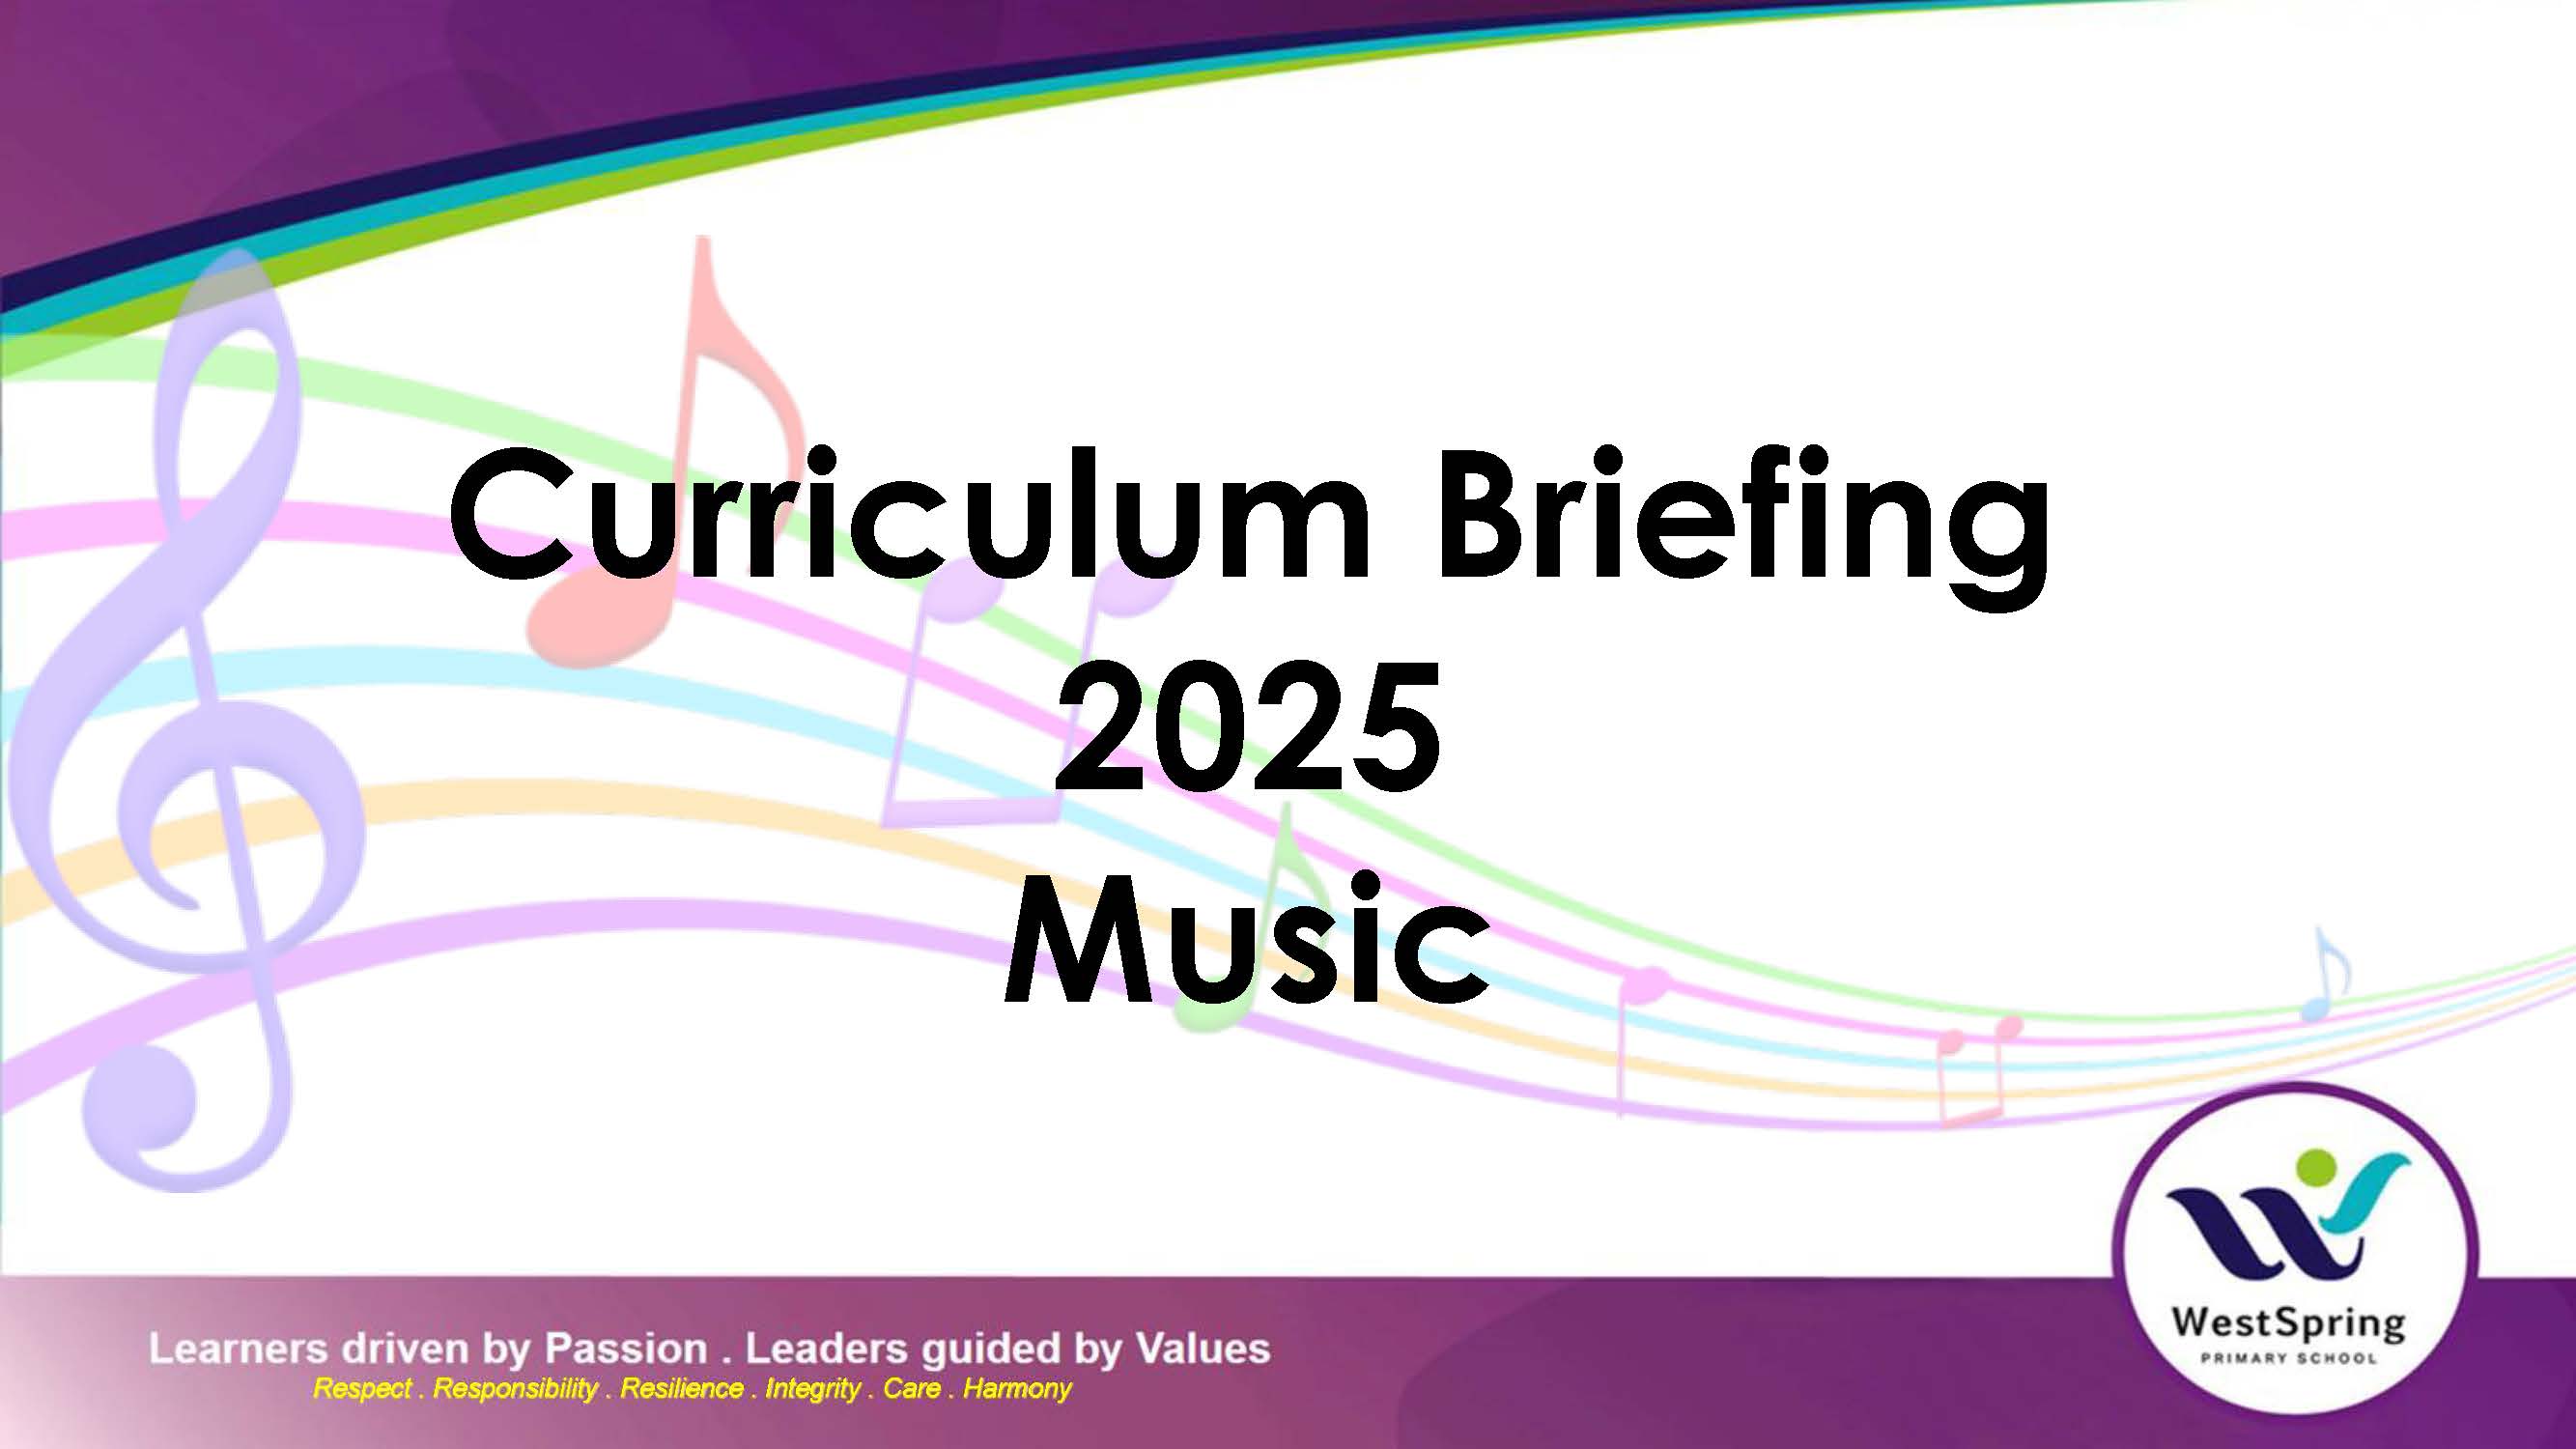 Curriculum Briefing
2025
Music
Learners driven by Passion . Leaders guided by Values
Respect . Responsibility . Resilience . Integrity . Care . Harmony
WestSpring
PRIMARY SCHOOL